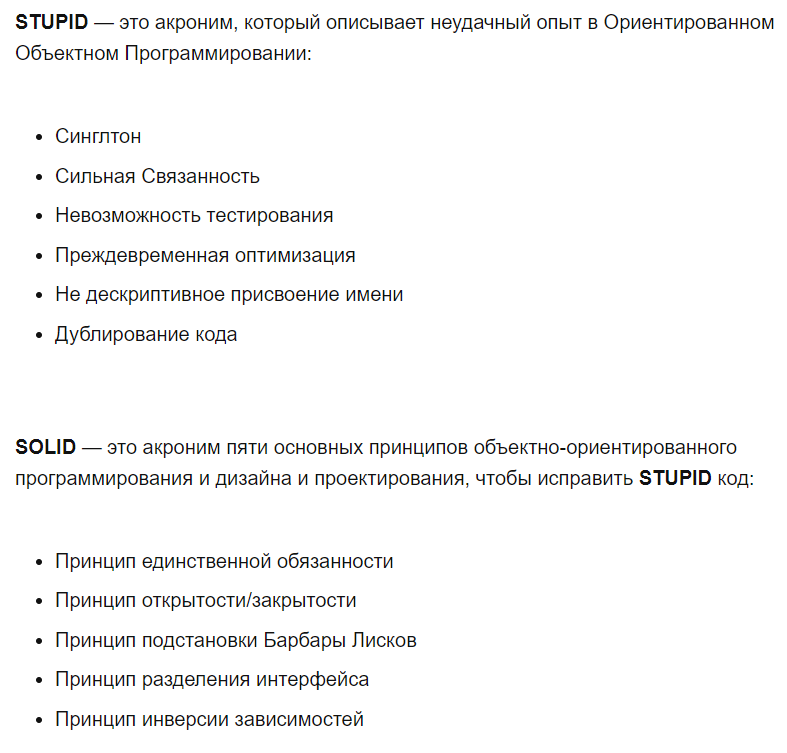 STUPID — это акроним, который описывает неудачный опыт в Ориентированном
Объектном Программировании:
• Синглтон
• Сильная Связанность
• Невозможность тестирования
• Преждевременная оптимизация
• Не дескриптивное присвоение имени
• Дублирование кода
SOLID — это акроним пяти основных принципов объектно-ориентированного
программирования и дизайна и проектирования, чтобы исправить STUPID код:
• Принцип единственной обязанности
• Принцип открытости/закрытости
• Принцип подстановки Барбары Лисков
• Принцип разделения интерфейса
• Принцип инверсии зависимостей